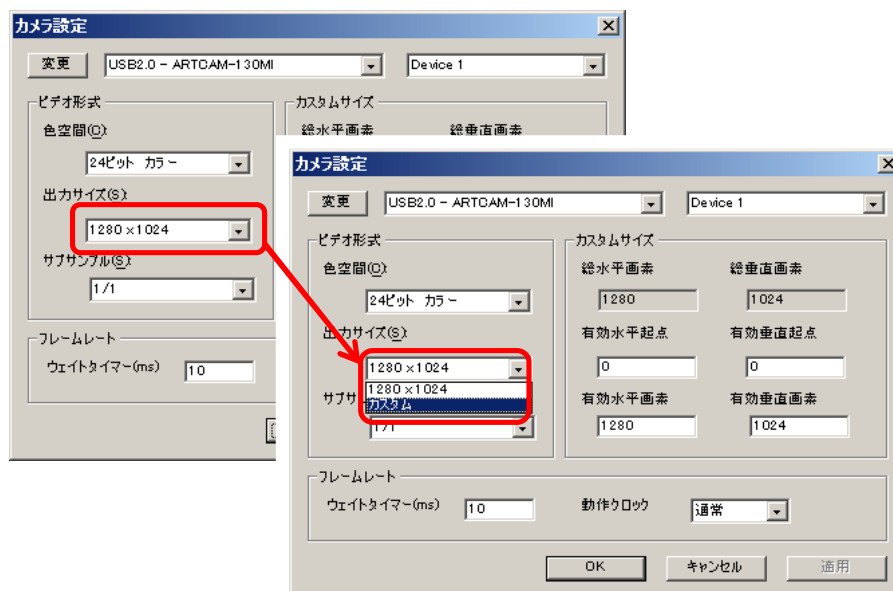 カメラ設定
変更 USB2.0 - ARTCAM-130MI Device 1
ビデオ形式
色空間(C):
24ビット カラー
出力サイズ(S):
1280×1024
サブサンプル(S):
1/1
フレームレート
ウェイトタイマー(ms) 10
カスタムサイズ
総水平画素 総垂直画素
カメラ設定
変更 USB2.0 - ARTCAM-130MI Device 1
ビデオ形式
色空間(C):
24ビット カラー
出力サイズ(S):
1280×1024
1280×1024
カスタム
サブサ
1/1
カスタムサイズ
総水平画素 総垂直画素
1280 1024
有効水平起点 有効垂直起点
0 0
有効水平画素 有効垂直画素
1280 1024
フレームレート
ウェイトタイマー(ms) 10 動作クロック 通常
OK キャンセル 適用